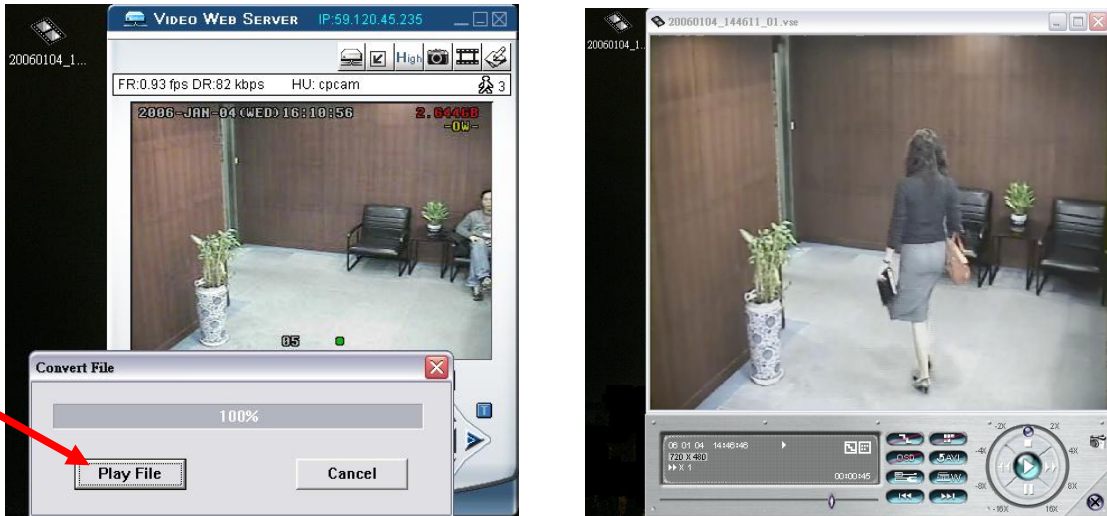 20060104_1...
VIDEO WEB SERVER IP:59.120.45.235
High
FR:0.93 fps DR:82 kbps HU: cpcam 3
2006-JAN-04(WED)16:10:56 2.044GB
-OW-
05
T
Convert File
100%
Play File Cancel
20060104_1...
20060104_144611_01.vse
06 01 04 14:46:46
720 X 480
X 1
00:00:45
OSD AVI
-2X 2X
-4X 4X
-8X 8X
-16X 16X